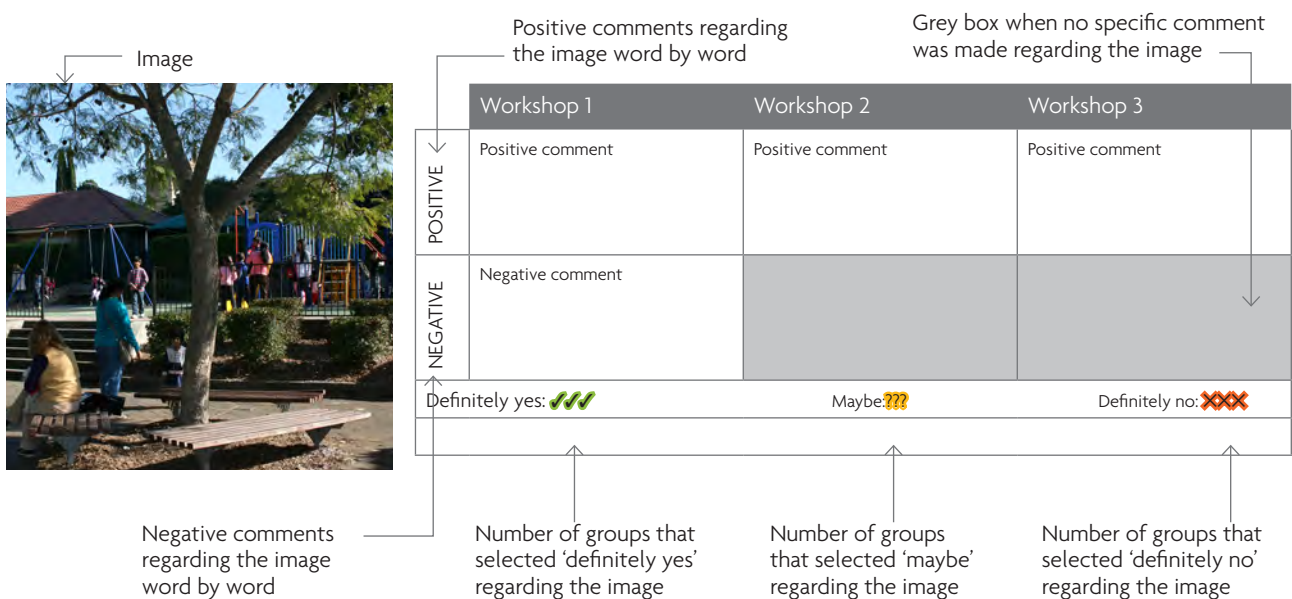 Image
Positive comments regarding
the image word by word
Grey box when no specific comment
was made regarding the image
Workshop 1
Workshop 2
Workshop 3
POSITIVE
Positive comment
Positive comment
Positive comment
NEGATIVE
Negative comment
Definitely yes: ✓✓✓
Maybe:???
Definitely no: XXX
Negative comments
regarding the image
word by word
Number of groups that
selected ‘definitely yes’
regarding the image
Number of groups
that selected ‘maybe’
regarding the image
Number of groups that
selected ‘definitely no’
regarding the image